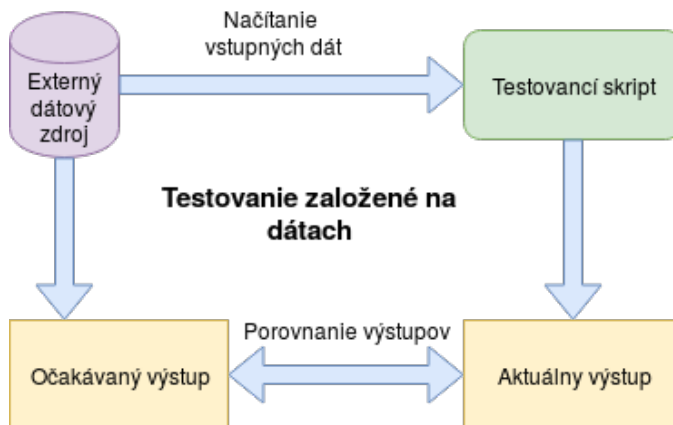 Načítanie
vstupných dát
Externý
dátový
zdroj
Testovancí skript
Testovanie založené na
dátach
Porovnanie výstupov
Očakávaný výstup
Aktuálny výstup